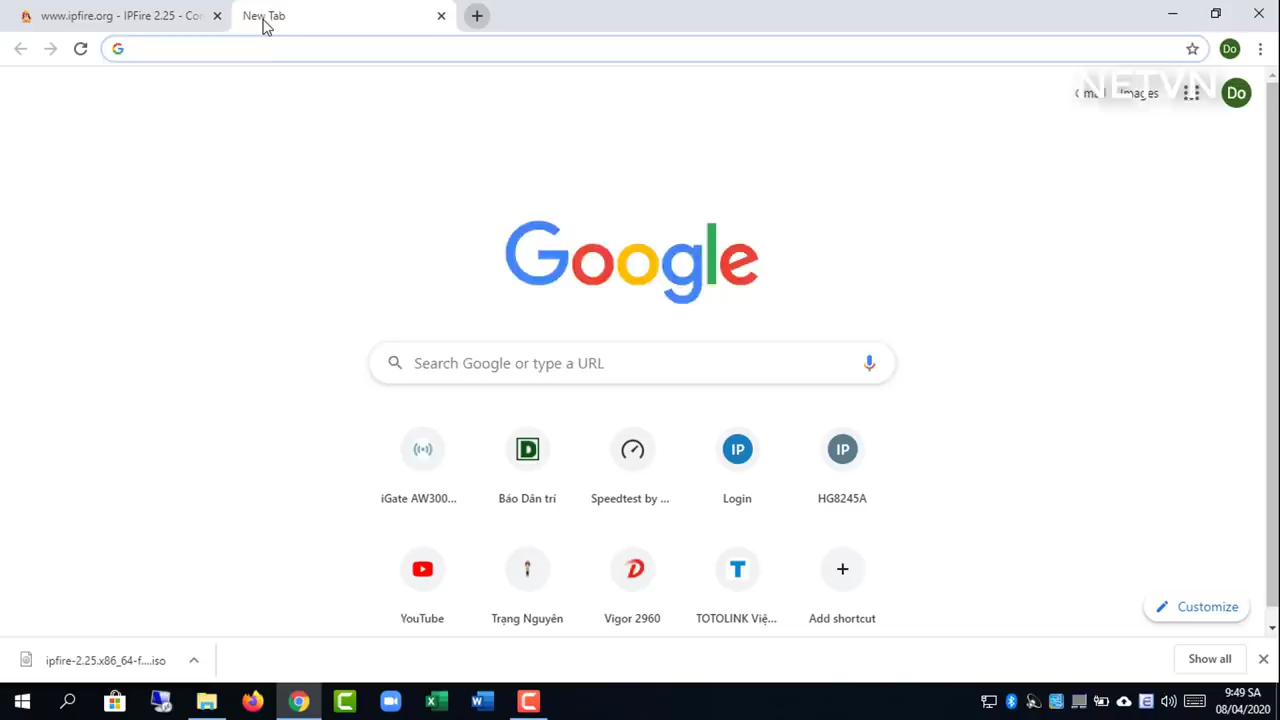 www.ipfire.org - IPFire 2.25 - Cor
New Tab
Do
NETVN
Gmail
Images
Do
Google
Search Google or type a URL
IP
IP
iGate AW300...
Báo Dân trí
Speedtest by ...
Login
HG8245A
YouTube
Trạng Nguyên
Vigor 2960
TOTOLINK Việ...
Add shortcut
Customize
ipfire-2.25.x86_64-f....iso
Show all
9:49 SA
08/04/2020